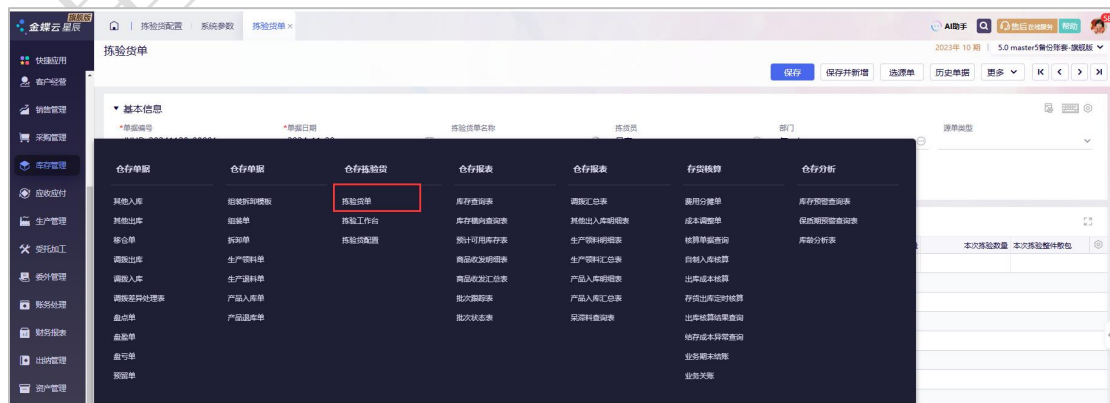 金蝶云星辰 旗舰版
拣验货配置 系统参数 拣验货单 ×
AI助手 售后在线服务 帮助
拣验货单
2023年 10 期 5.0 master5誉份账套-旗舰版
保存 保存并新增 选源单 历史单据 更多
快捷应用
客户经营
销售管理
采购管理
库存管理
应收应付
生产管理
受托加工
委外管理
账务处理
财务报表
出纳管理
资产管理
基本信息
*单据编号 *单据日期 拣验货单名称 拣货员 部门 源单类型
仓存单据 仓存单据 仓存拣验货 仓存报表 仓存报表 存货核算 仓存分析
其他入库 组装拆卸模板 拣验货单 库存查询表 调拨汇总表 费用分摊单 库存预警查询表
其他出库 组装单 拣验工作台 库存横向查询表 其他出入库明细表 成本调整单 保质期预警查询表
移仓单 拆卸单 拣验货配置 预计可用库存表 生产领料明细表 核算单据查询 库龄分析表
调拨出库 生产领料单 商品收发明细表 生产领料汇总表 自制入库核算
调拨入库 生产退料单 商品收发汇总表 产品入库明细表 出库成本核算
调拨差异处理表 产品入库单 批次跟踪表 产品入库汇总表 存货出库定时核算
盘点单 产品退库单 批次状态表 呆滞料查询表 出库核算结果查询
盘盈单 结存成本异常查询
盘亏单 业务期末结账
预留单 业务关账
本次拣验数量 本次拣验整件散包